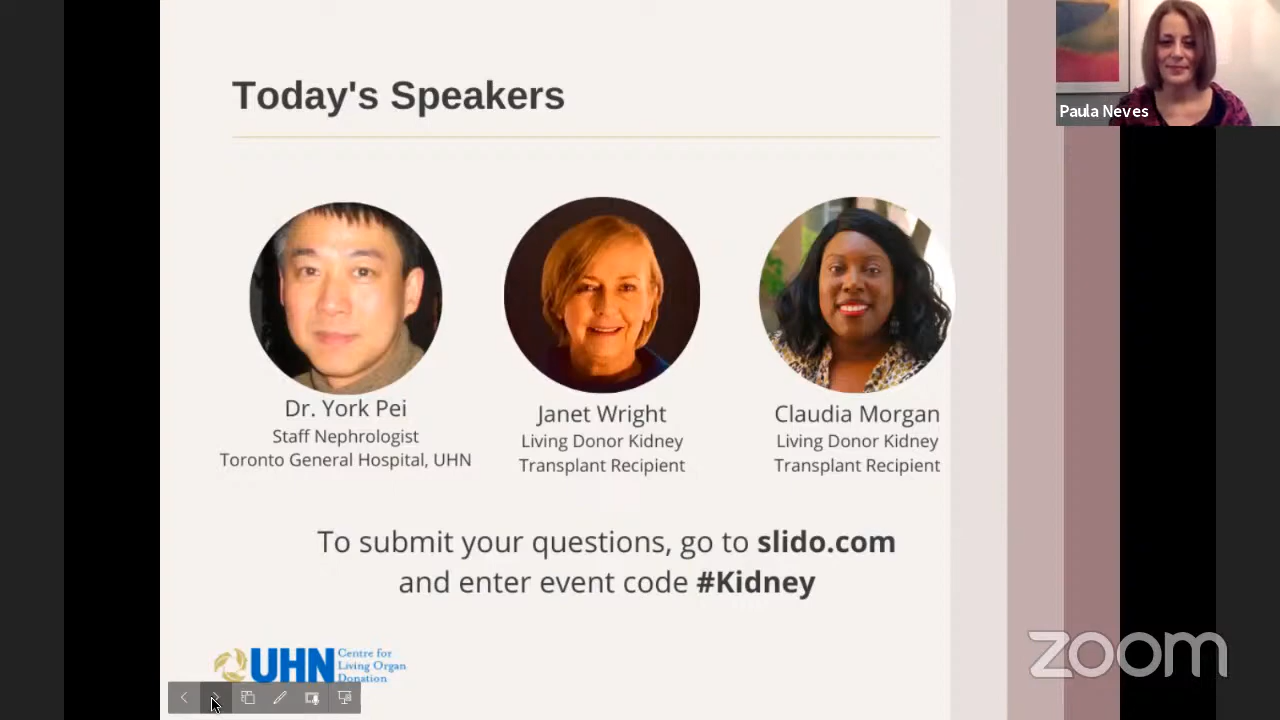 Today's Speakers
Paula Neves
Dr. York Pei
Staff Nephrologist
Toronto General Hospital, UHN
Janet Wright
Living Donor Kidney
Transplant Recipient
Claudia Morgan
Living Donor Kidney
Transplant Recipient
To submit your questions, go to slido.com
and enter event code #Kidney
UHN
Centre for
Living Organ
Donation
zoom